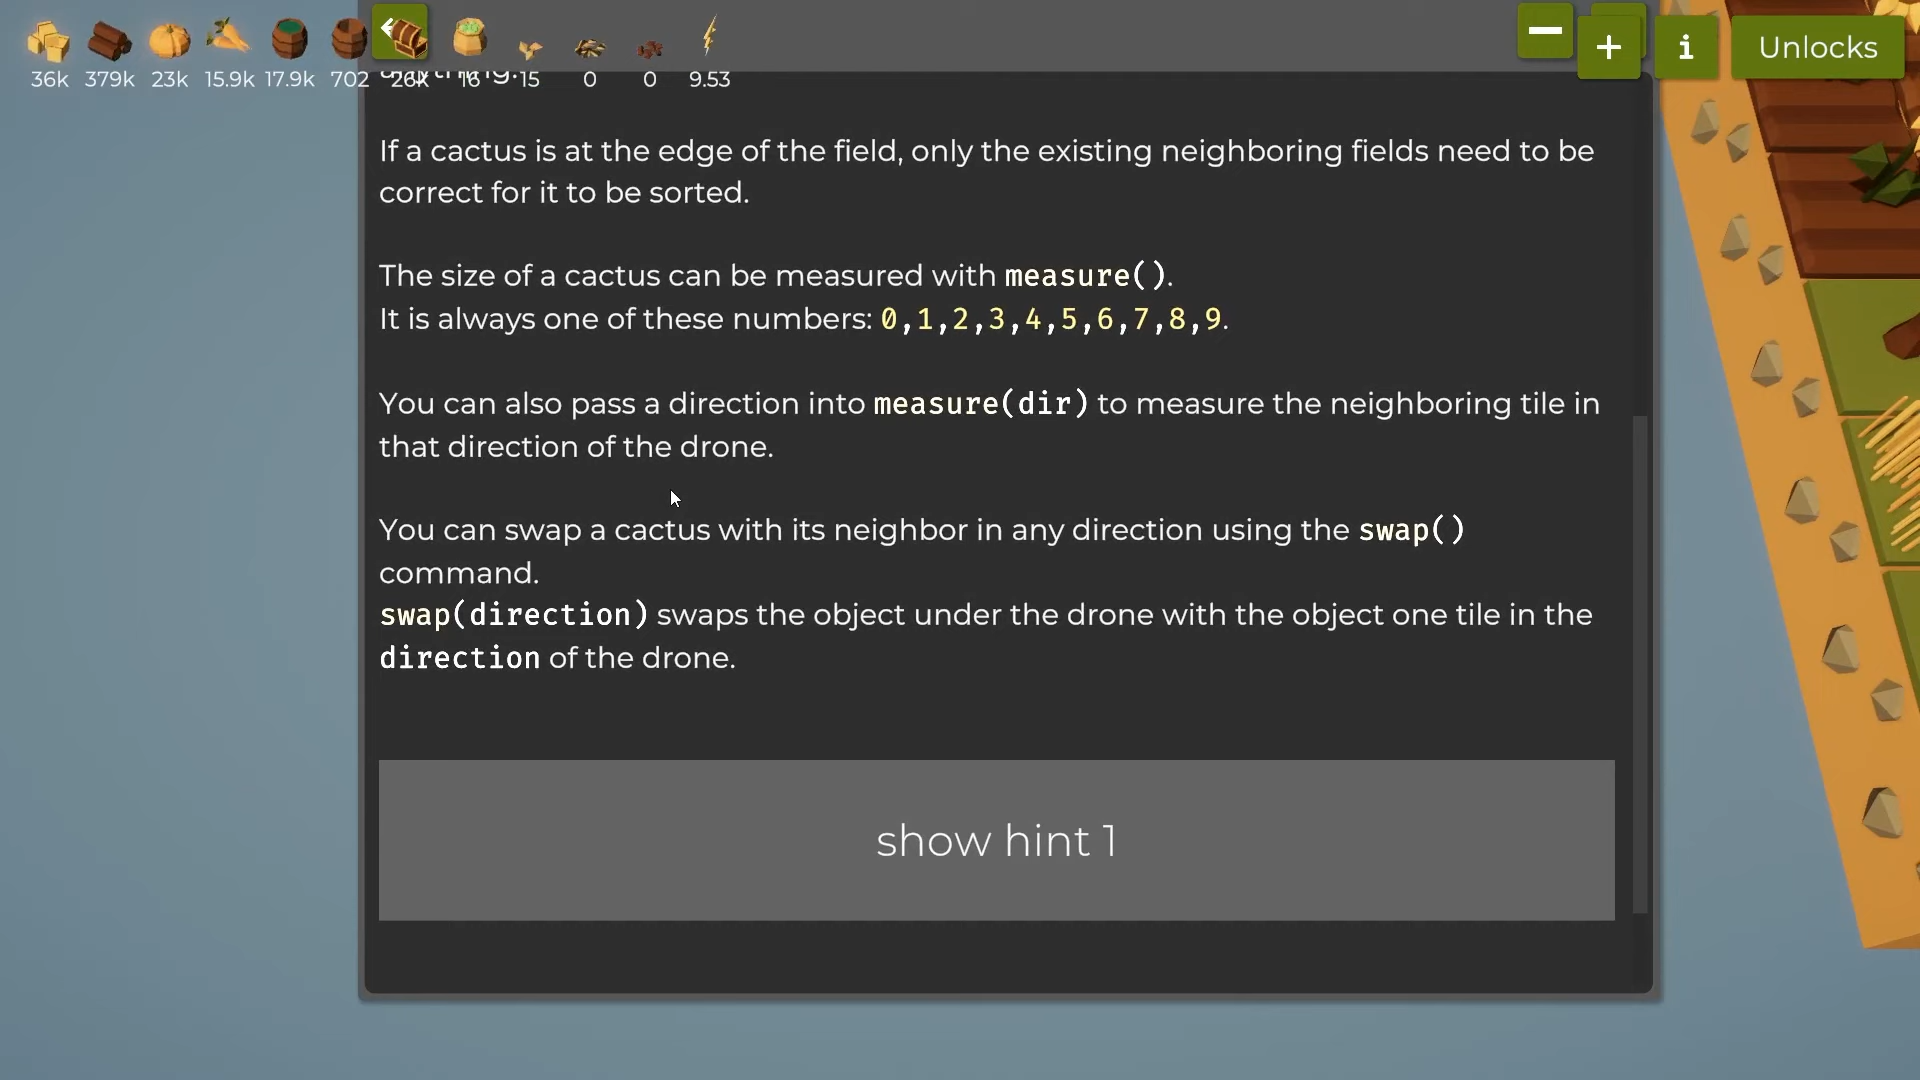 36k 379k 23k 15.9k 17.9k 702 26k 16 15 0 0 9.53
+ i Unlocks
anything.
If a cactus is at the edge of the field, only the existing neighboring fields need to be
correct for it to be sorted.
The size of a cactus can be measured with measure().
It is always one of these numbers: 0,1,2,3,4,5,6,7,8,9.
You can also pass a direction into measure(dir) to measure the neighboring tile in
that direction of the drone.
You can swap a cactus with its neighbor in any direction using the swap()
command.
swap(direction) swaps the object under the drone with the object one tile in the
direction of the drone.
show hint 1